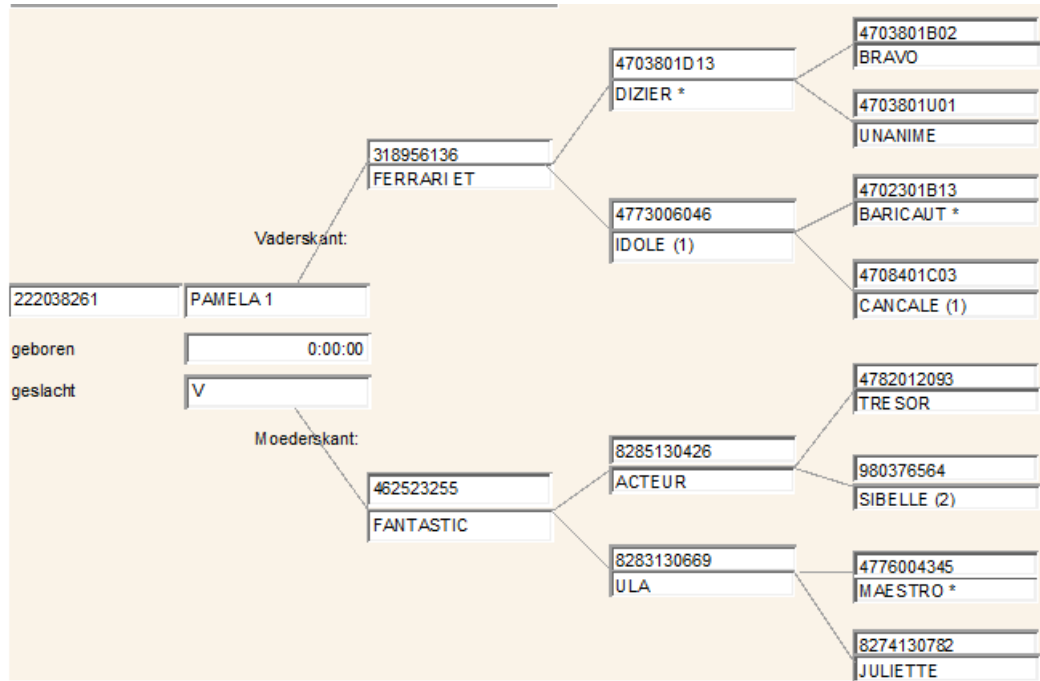 4703801B02
BRAVO
4703801D13
DIZIER *
4703801U01
UNANIME
318956136
FERRARI ET
4702301B13
BARICAUT *
4773006046
IDOLE (1)
Vaderskant:
4708401C03
CANCALE (1)
222038261 PAMELA 1
geboren 0:00:00
geslacht V
4782012093
TRESOR
Moederskant:
8285130426
ACTEUR
980376564
SIBELLE (2)
462523255
FANTASTIC
8283130669
ULA
4776004345
MAESTRO *
8274130782
JULIETTE